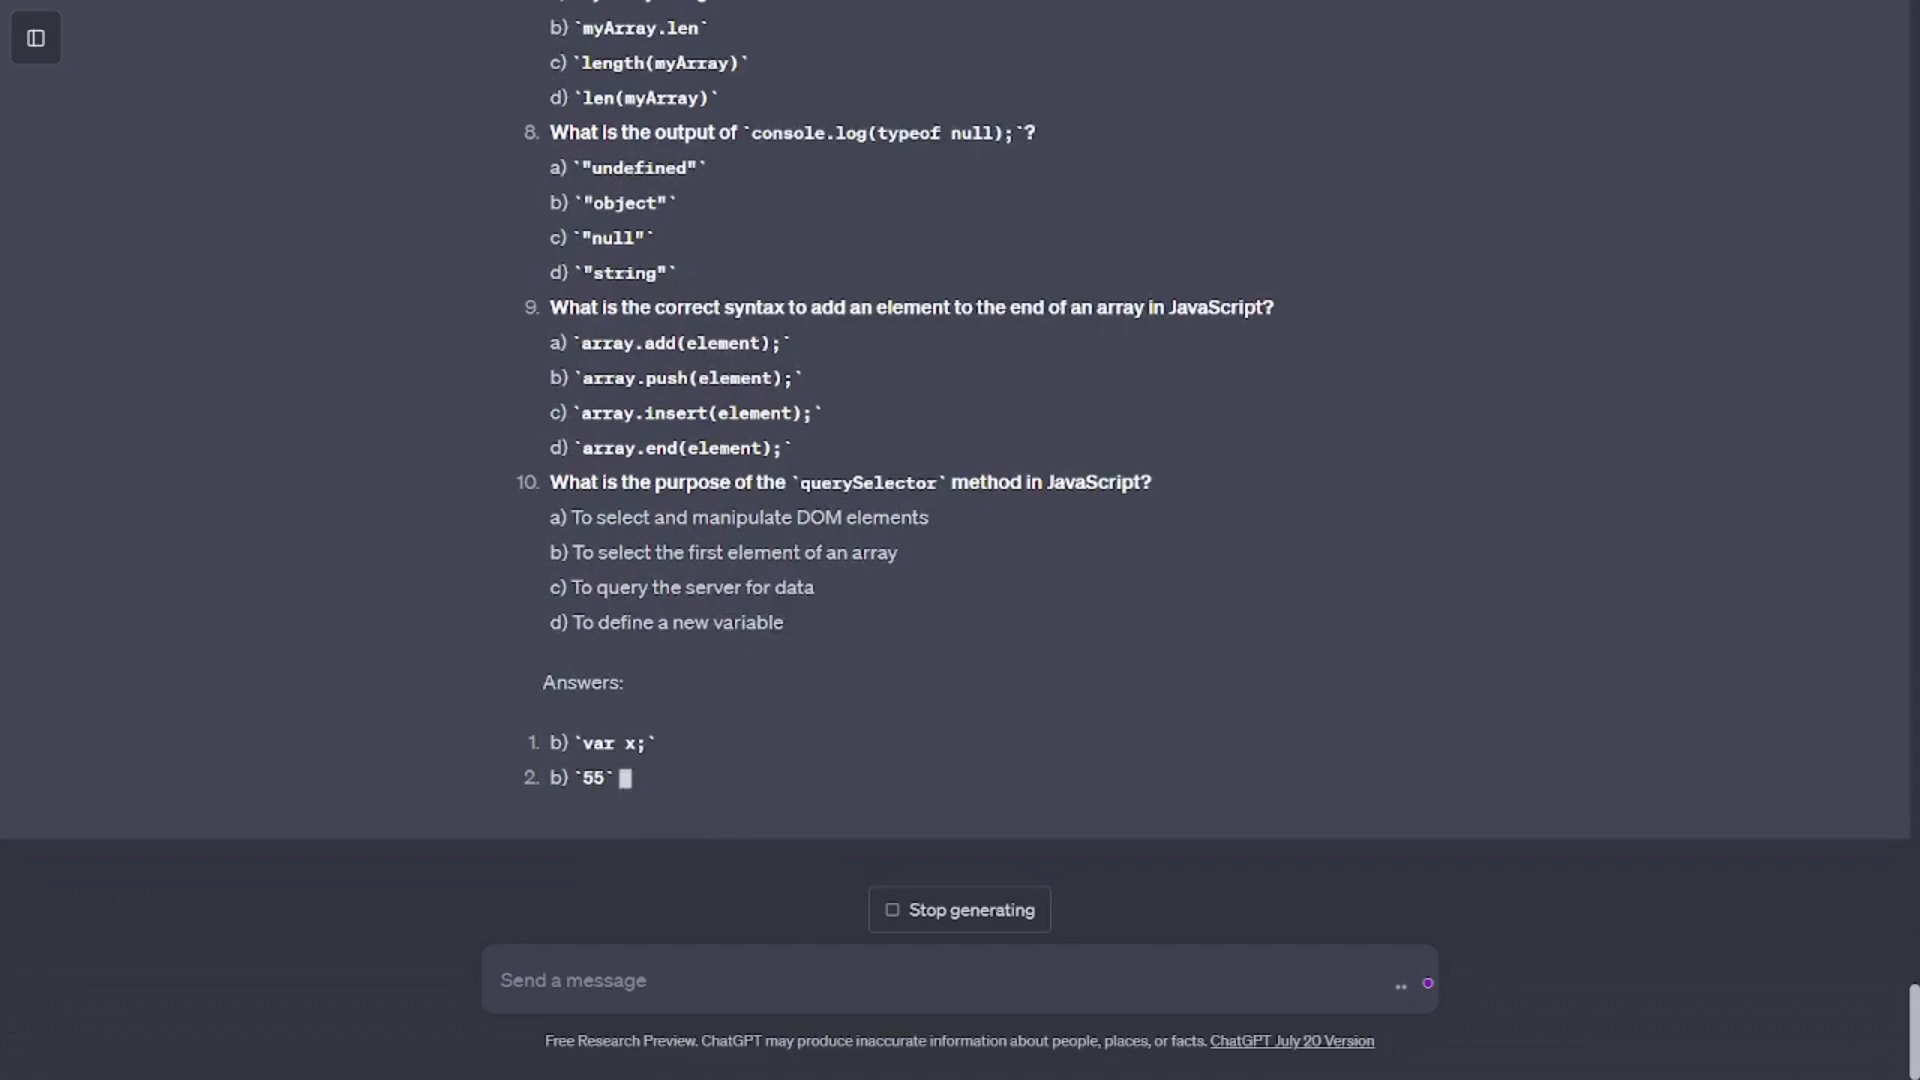 b) `myArray.len`
c) `length(myArray)`
d) `len(myArray)`
8. What is the output of `console.log(typeof null);`?
a) `"undefined"`
b) `"object"`
c) `"null"`
d) `"string"`
9. What is the correct syntax to add an element to the end of an array in JavaScript?
a) `array.add(element);`
b) `array.push(element);`
c) `array.insert(element);`
d) `array.end(element);`
10. What is the purpose of the `querySelector` method in JavaScript?
a) To select and manipulate DOM elements
b) To select the first element of an array
c) To query the server for data
d) To define a new variable
Answers:
1. b) `var x;`
2. b) `55`
Stop generating
Send a message
Free Research Preview. ChatGPT may produce inaccurate information about people, places, or facts. ChatGPT July 20 Version